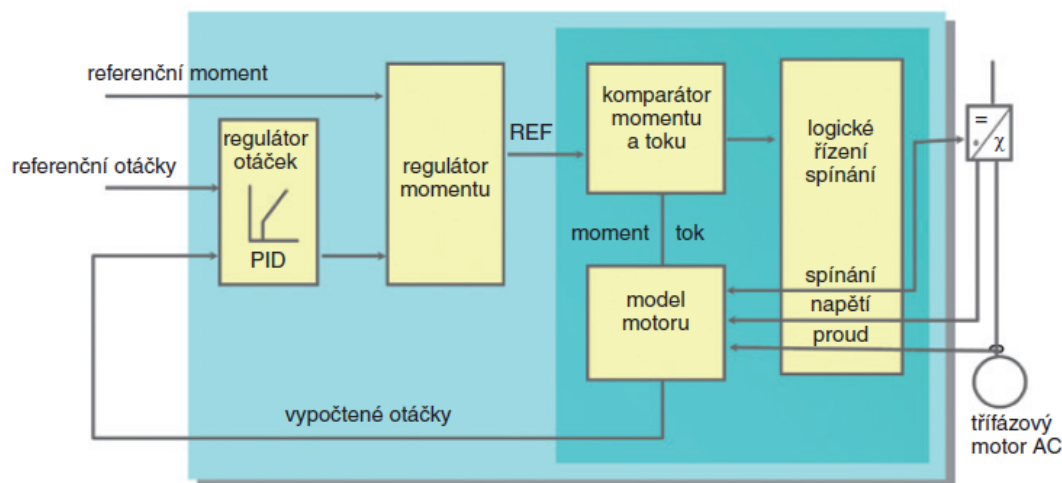 referenční moment
referenční otáčky
regulátor
otáček
PID
regulátor
momentu
REF
komparátor
momentu
a toku
logické
řízení
spínání
moment
tok
model
motoru
spínání
napětí
proud
vypočtené otáčky
=
χ
třífázový
motor AC